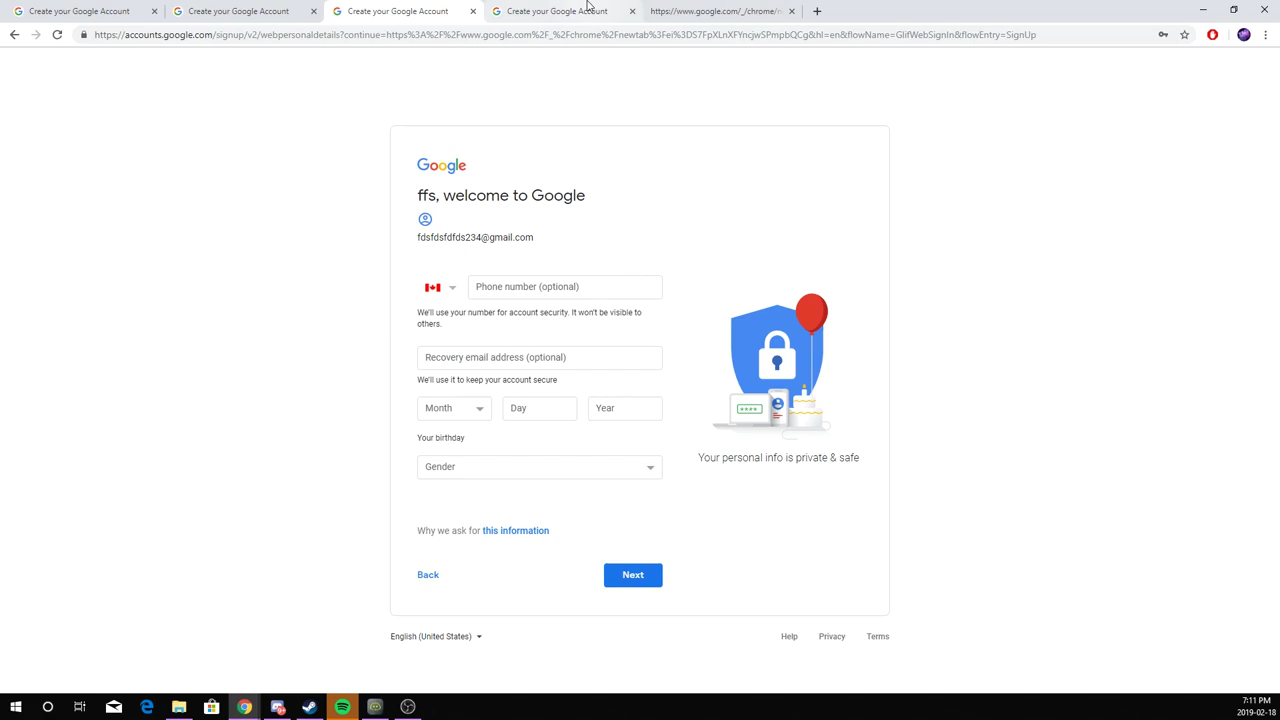 Create your Google Account
Create your Google Account
Create your Google Account
Create your Google Account
https://www.google.com/_/chrome/n
https://accounts.google.com/signup/v2/webpersonaldetails?continue=https%3A%2F%2Fwww.google.com%2F_%2Fchrome%2Fnewtab%3Fei%3DS7FpXLnXFYncjwSPmpbQCg&hl=en&flowName=GlifWebSignIn&flowEntry=SignUp
Google
ffs, welcome to Google
fdsfdsfdfds234@gmail.com
Phone number (optional)
We'll use your number for account security. It won't be visible to
others.
Recovery email address (optional)
We'll use it to keep your account secure
Month
Day
Year
Your birthday
Gender
Your personal info is private & safe
Why we ask for this information
Back
Next
English (United States)
Help
Privacy
Terms
7:11 PM
2019-02-18